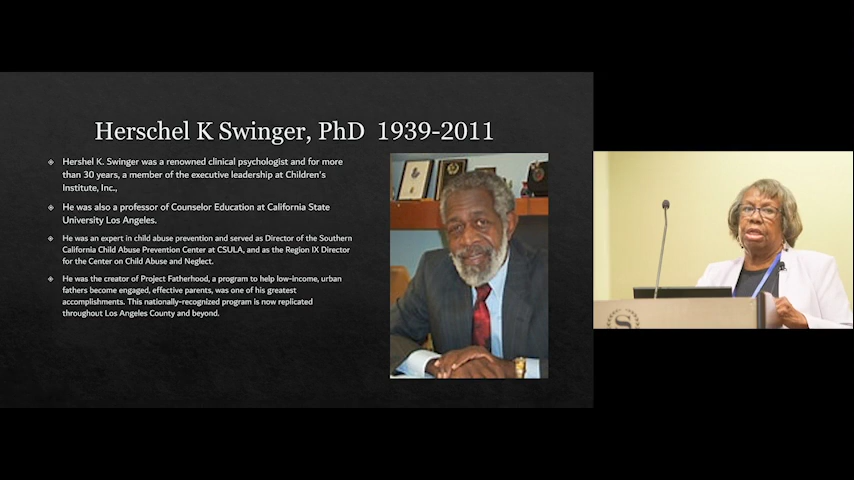 Herschel K Swinger, PhD 1939-2011
Hershel K. Swinger was a renowned clinical psychologist and for more
than 30 years, a member of the executive leadership at Children's
Institute, Inc.,
He was also a professor of Counselor Education at California State
University Los Angeles.
He was an expert in child abuse prevention and served as Director of the Southern
California Child Abuse Prevention Center at CSULA, and as the Region IX Director
for the Center on Child Abuse and Neglect.
He was the creator of Project Fatherhood, a program to help low-income, urban
fathers become engaged, effective parents, was one of his greatest
accomplishments. This nationally-recognized program is now replicated
throughout Los Angeles County and beyond.
S